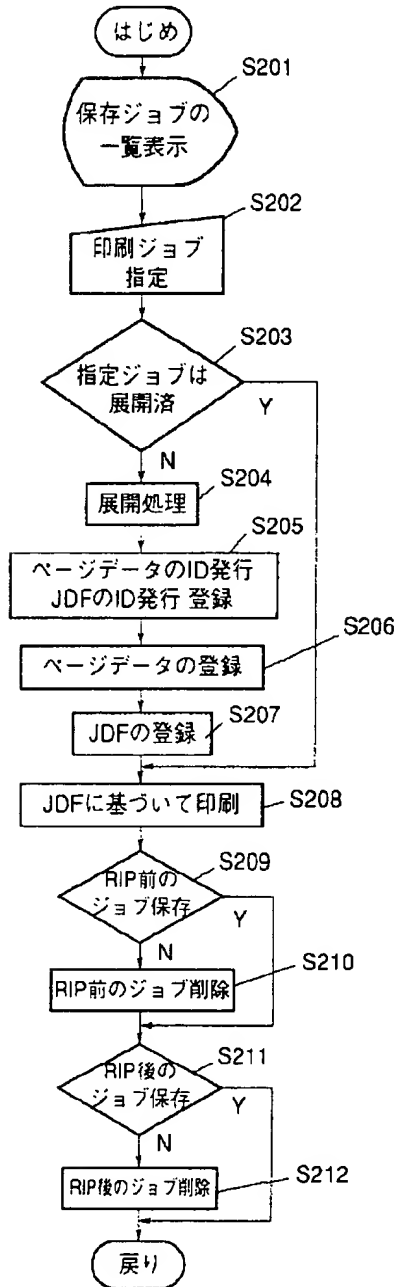 はじめ
S201
保存ジョブの
一覧表示
S202
印刷ジョブ
指定
S203
指定ジョブは
展開済
Y
N
S204
展開処理
S205
ページデータのID発行
JDFのID発行 登録
S206
ページデータの登録
S207
JDFの登録
S208
JDFに基づいて印刷
S209
RIP前の
ジョブ保存
Y
N
S210
RIP前のジョブ削除
S211
RIP後の
ジョブ保存
Y
N
S212
RIP後のジョブ削除
戻り